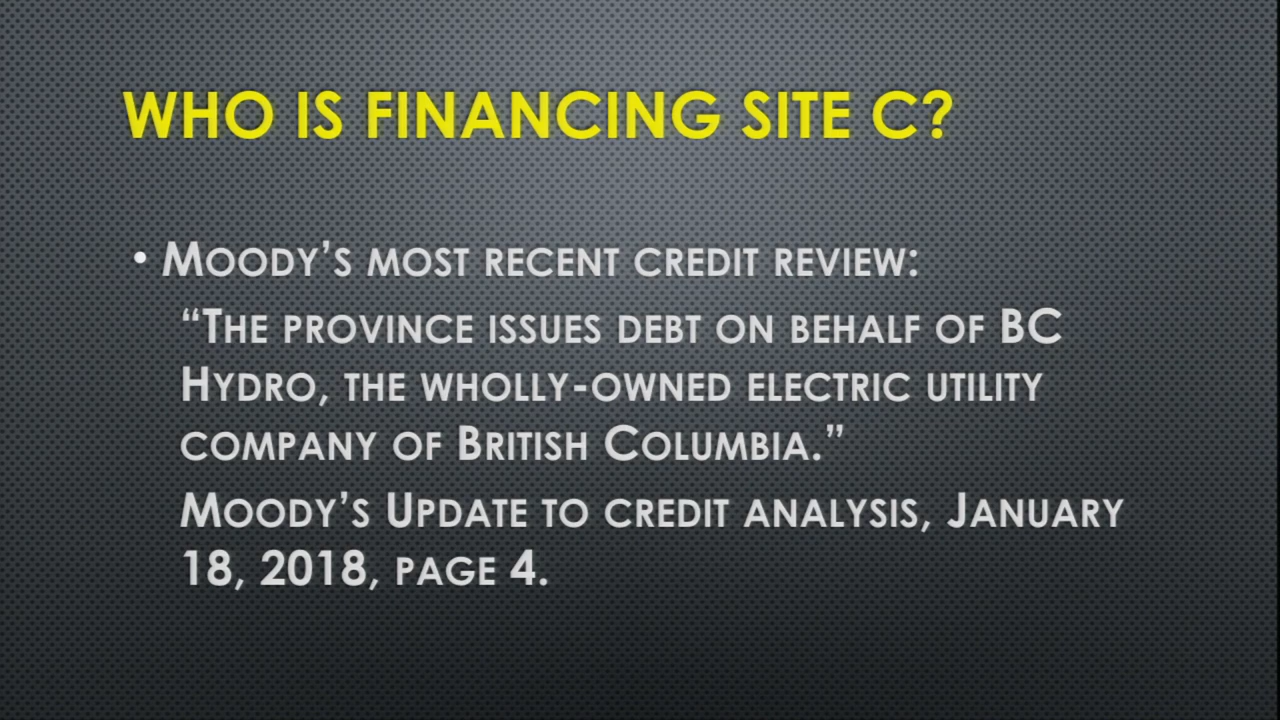 WHO IS FINANCING SITE C?
• MOODY'S MOST RECENT CREDIT REVIEW:
“THE PROVINCE ISSUES DEBT ON BEHALF OF BC
HYDRO, THE WHOLLY-OWNED ELECTRIC UTILITY
COMPANY OF BRITISH COLUMBIA.”
MOODY'S UPDATE TO CREDIT ANALYSIS, JANUARY
18, 2018, PAGE 4.